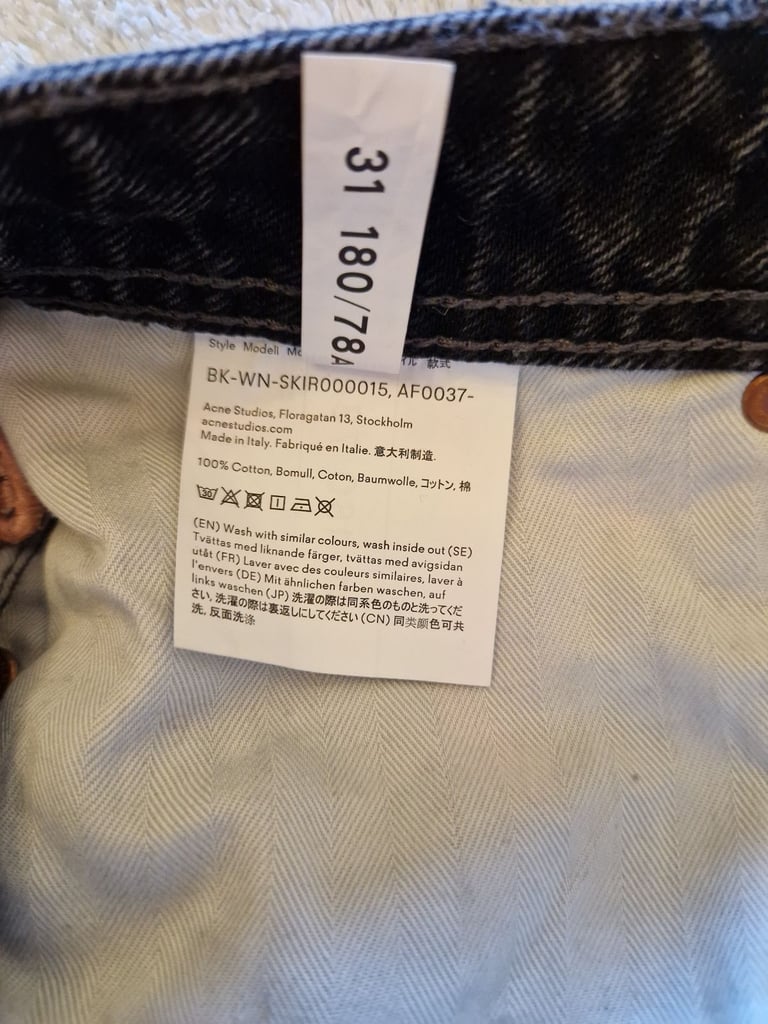 31 180/78A
Style Modell
款式
BK-WN-SKIR000015, AF0037-
Acne Studios, Floragatan 13, Stockholm
acnestudios.com
Made in Italy. Fabriqué en Italie. 意大利制造.
100% Cotton, Bomull, Coton, Baumwolle, コットン, 棉
30
(EN) Wash with similar colours, wash inside out (SE)
Tvättas med liknande färger, tvättas med avigsidan
utåt (FR) Laver avec des couleurs similaires, laver à
l'envers (DE) Mit ähnlichen farben waschen, auf
links waschen (JP) 洗濯の際は同系色のものと洗ってくだ
さい, 洗濯の際は裏返しにしてください (CN) 同类颜色可共
洗, 反面洗涤